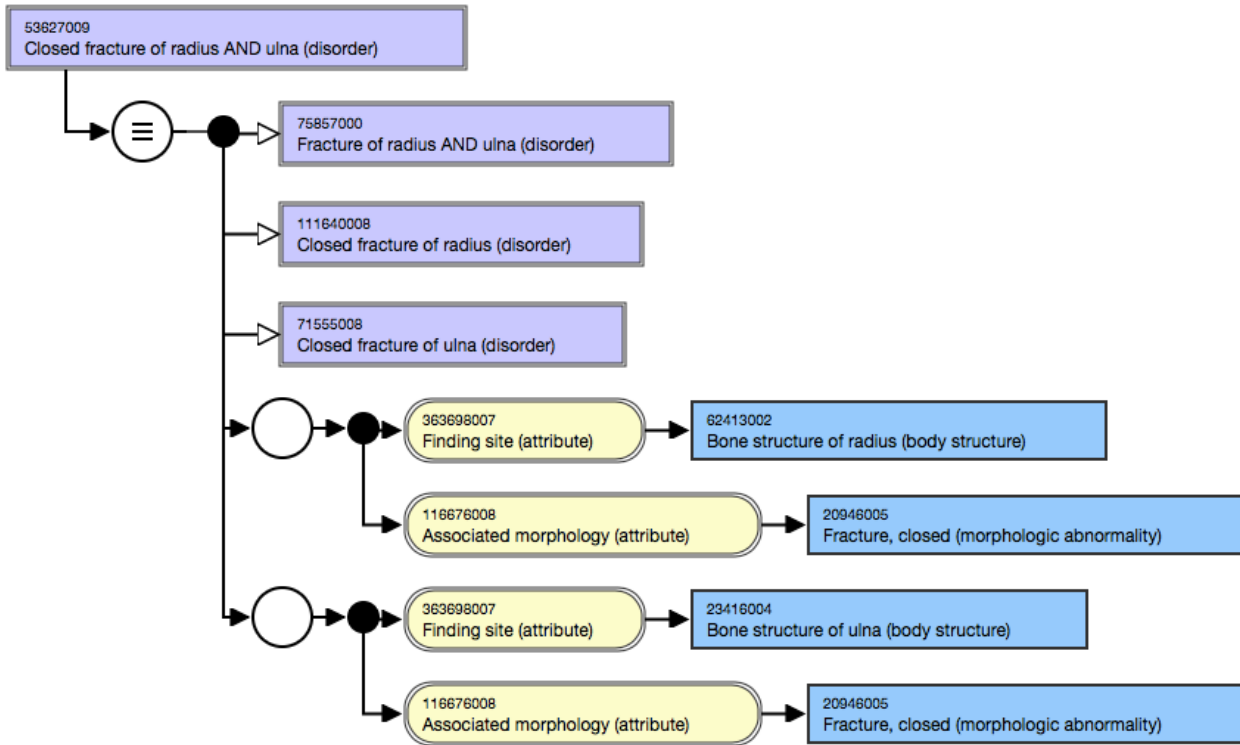 53627009
Closed fracture of radius AND ulna (disorder)
75857000
Fracture of radius AND ulna (disorder)
111640008
Closed fracture of radius (disorder)
71555008
Closed fracture of ulna (disorder)
363698007
Finding site (attribute)
62413002
Bone structure of radius (body structure)
116676008
Associated morphology (attribute)
20946005
Fracture, closed (morphologic abnormality)
363698007
Finding site (attribute)
23416004
Bone structure of ulna (body structure)
116676008
Associated morphology (attribute)
20946005
Fracture, closed (morphologic abnormality)